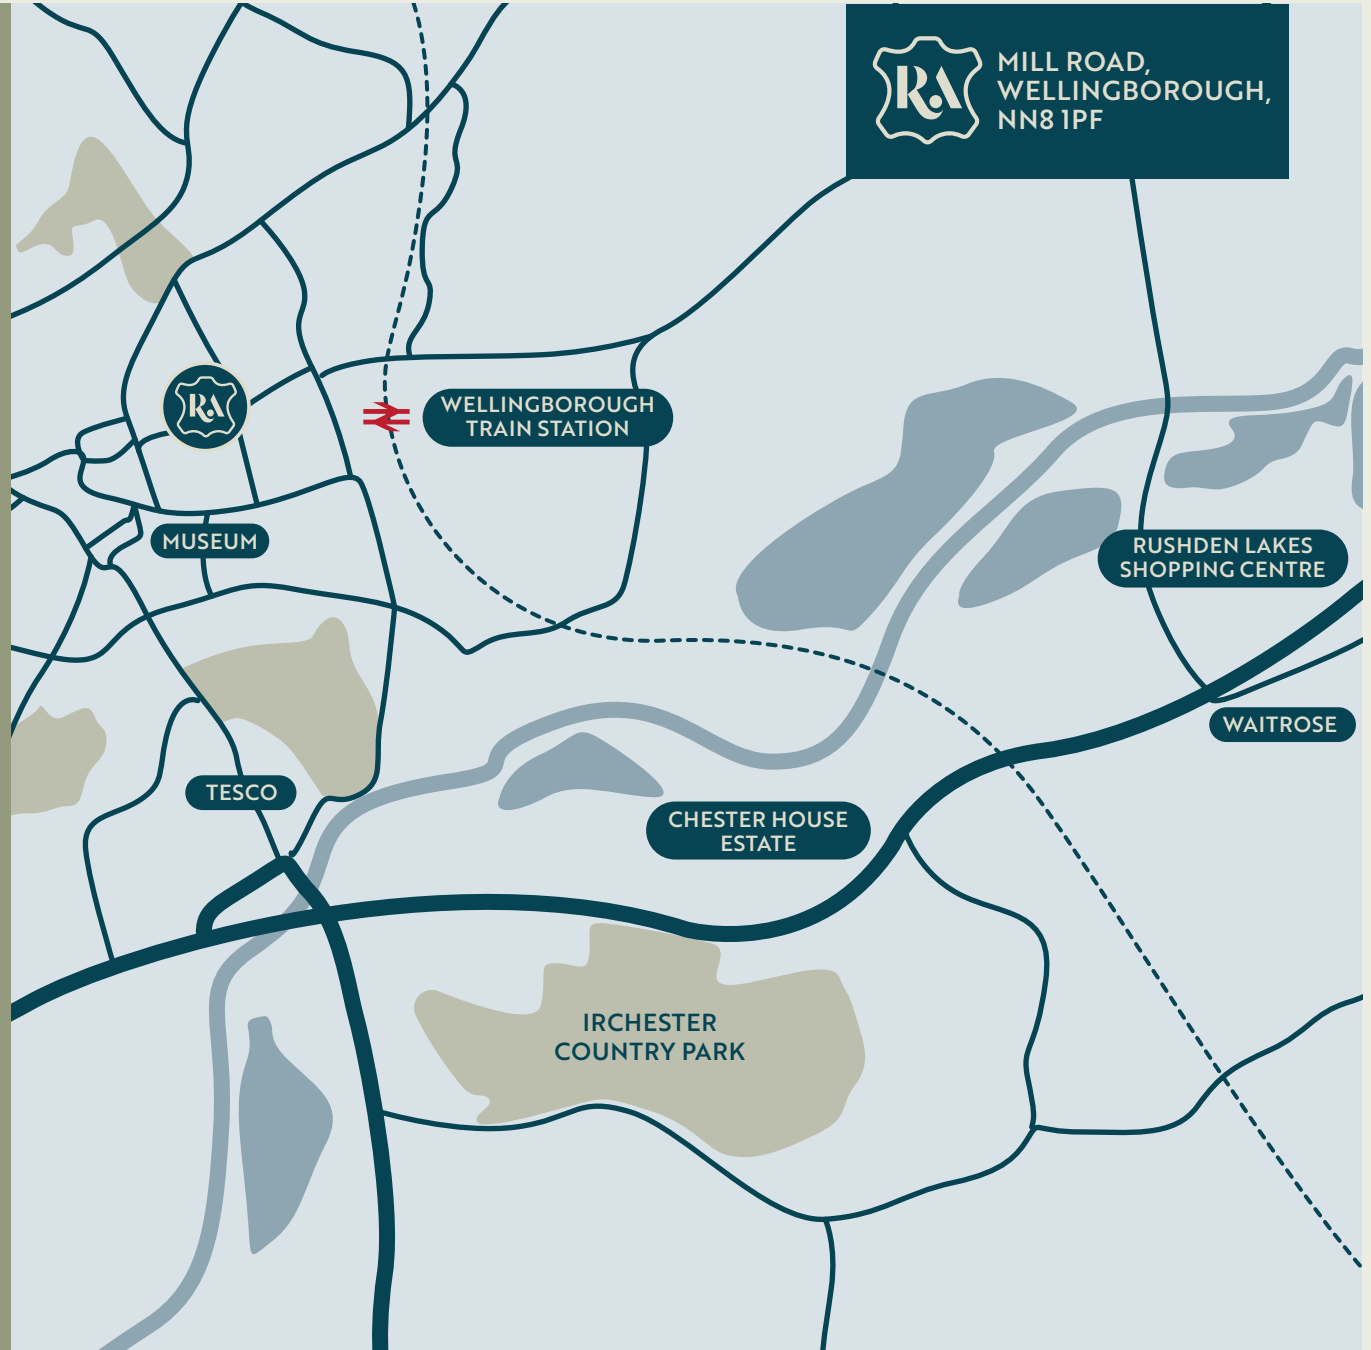 RA
MILL ROAD,
WELLINGBOROUGH,
NN8 1PF
RA
WELLINGBOROUGH
TRAIN STATION
MUSEUM
RUSHDEN LAKES
SHOPPING CENTRE
WAITROSE
TESCO
CHESTER HOUSE
ESTATE
IRCHESTER
COUNTRY PARK